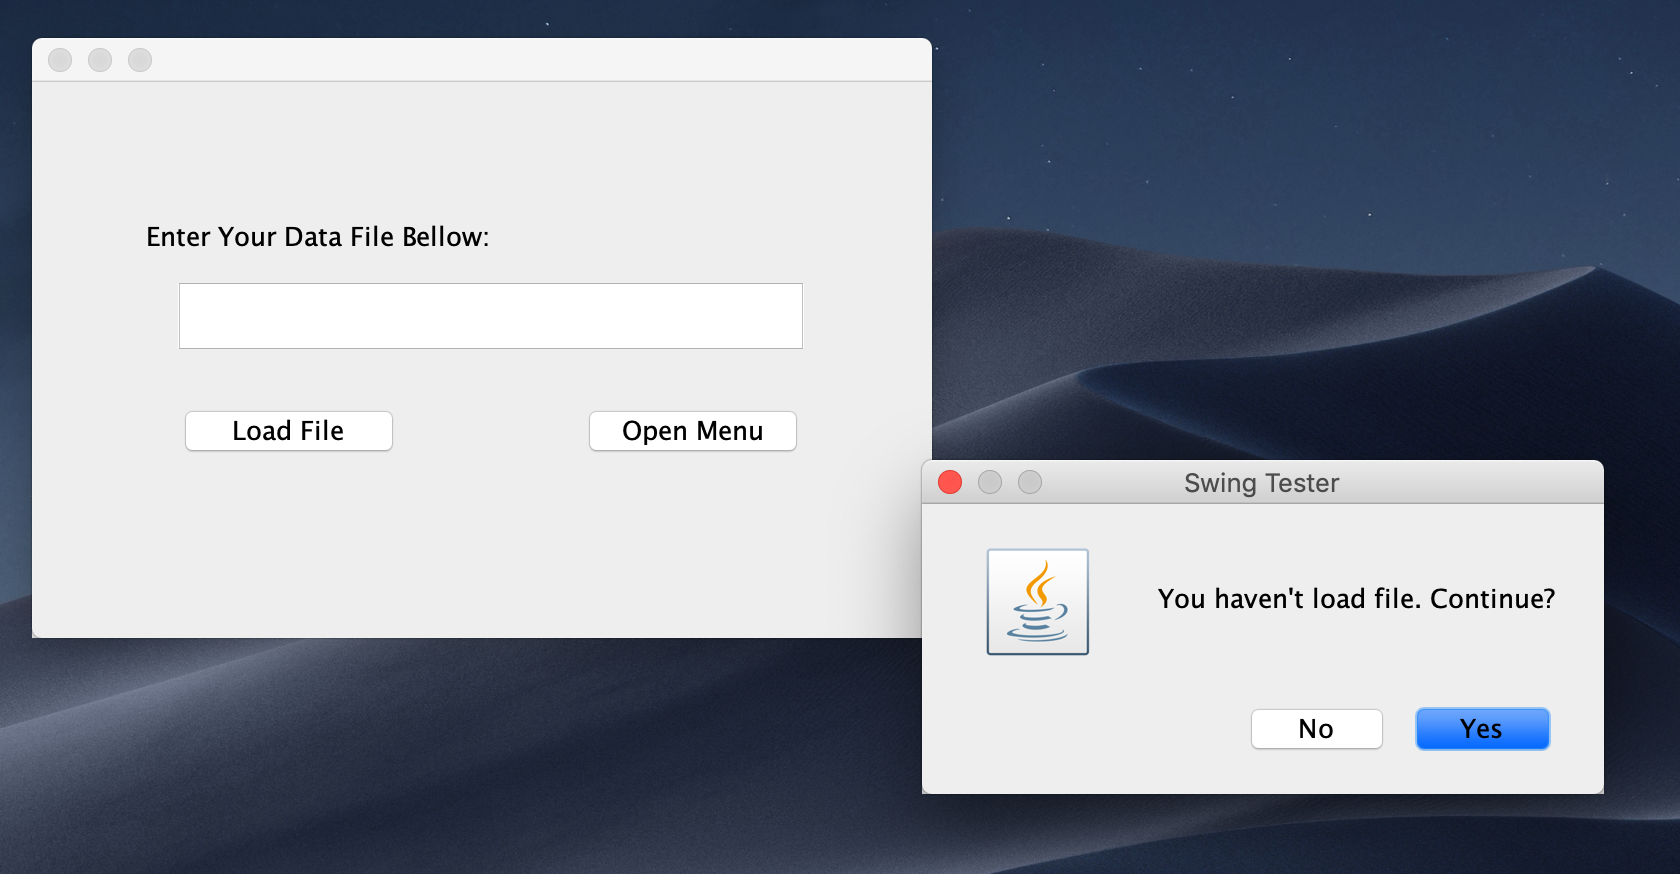 Enter Your Data File Bellow:
Load File
Open Menu
Swing Tester
You haven't load file. Continue?
No
Yes